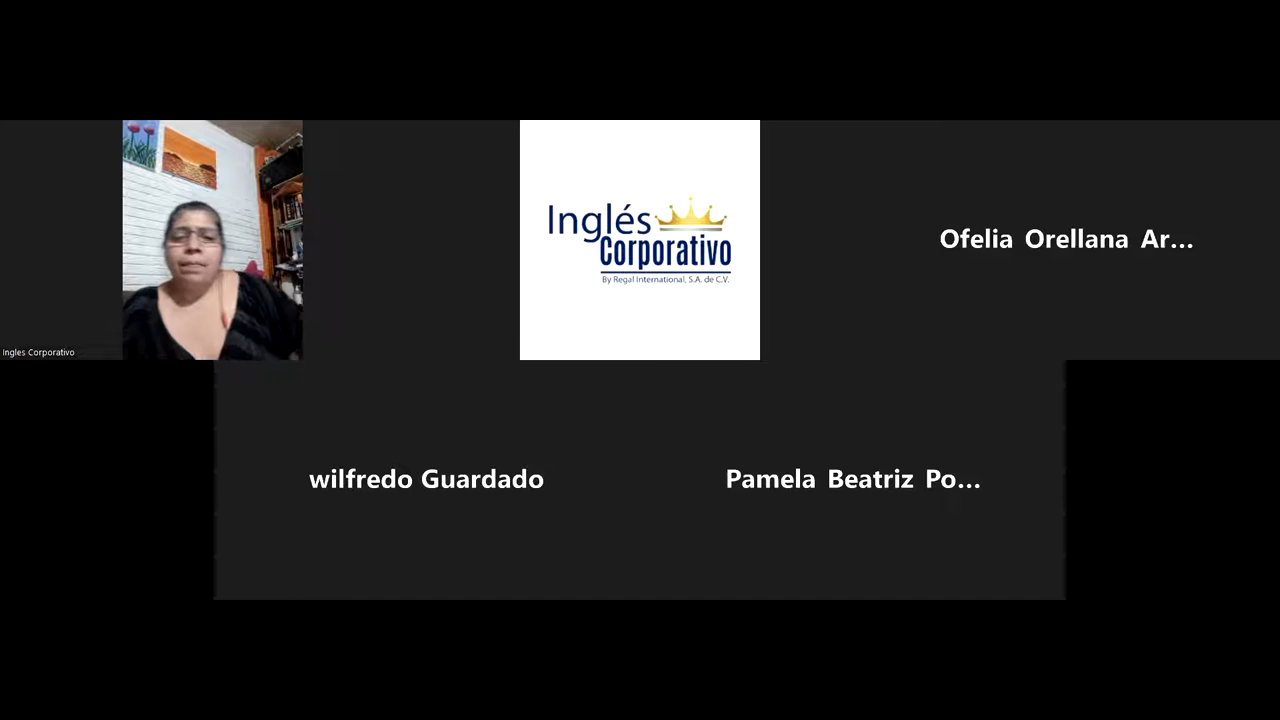 Inglés
Corporativo
By Regal International, S.A. de C.V.
Ofelia Orellana Ar...
Ingles Corporativo
wilfredo Guardado
Pamela Beatriz Po...